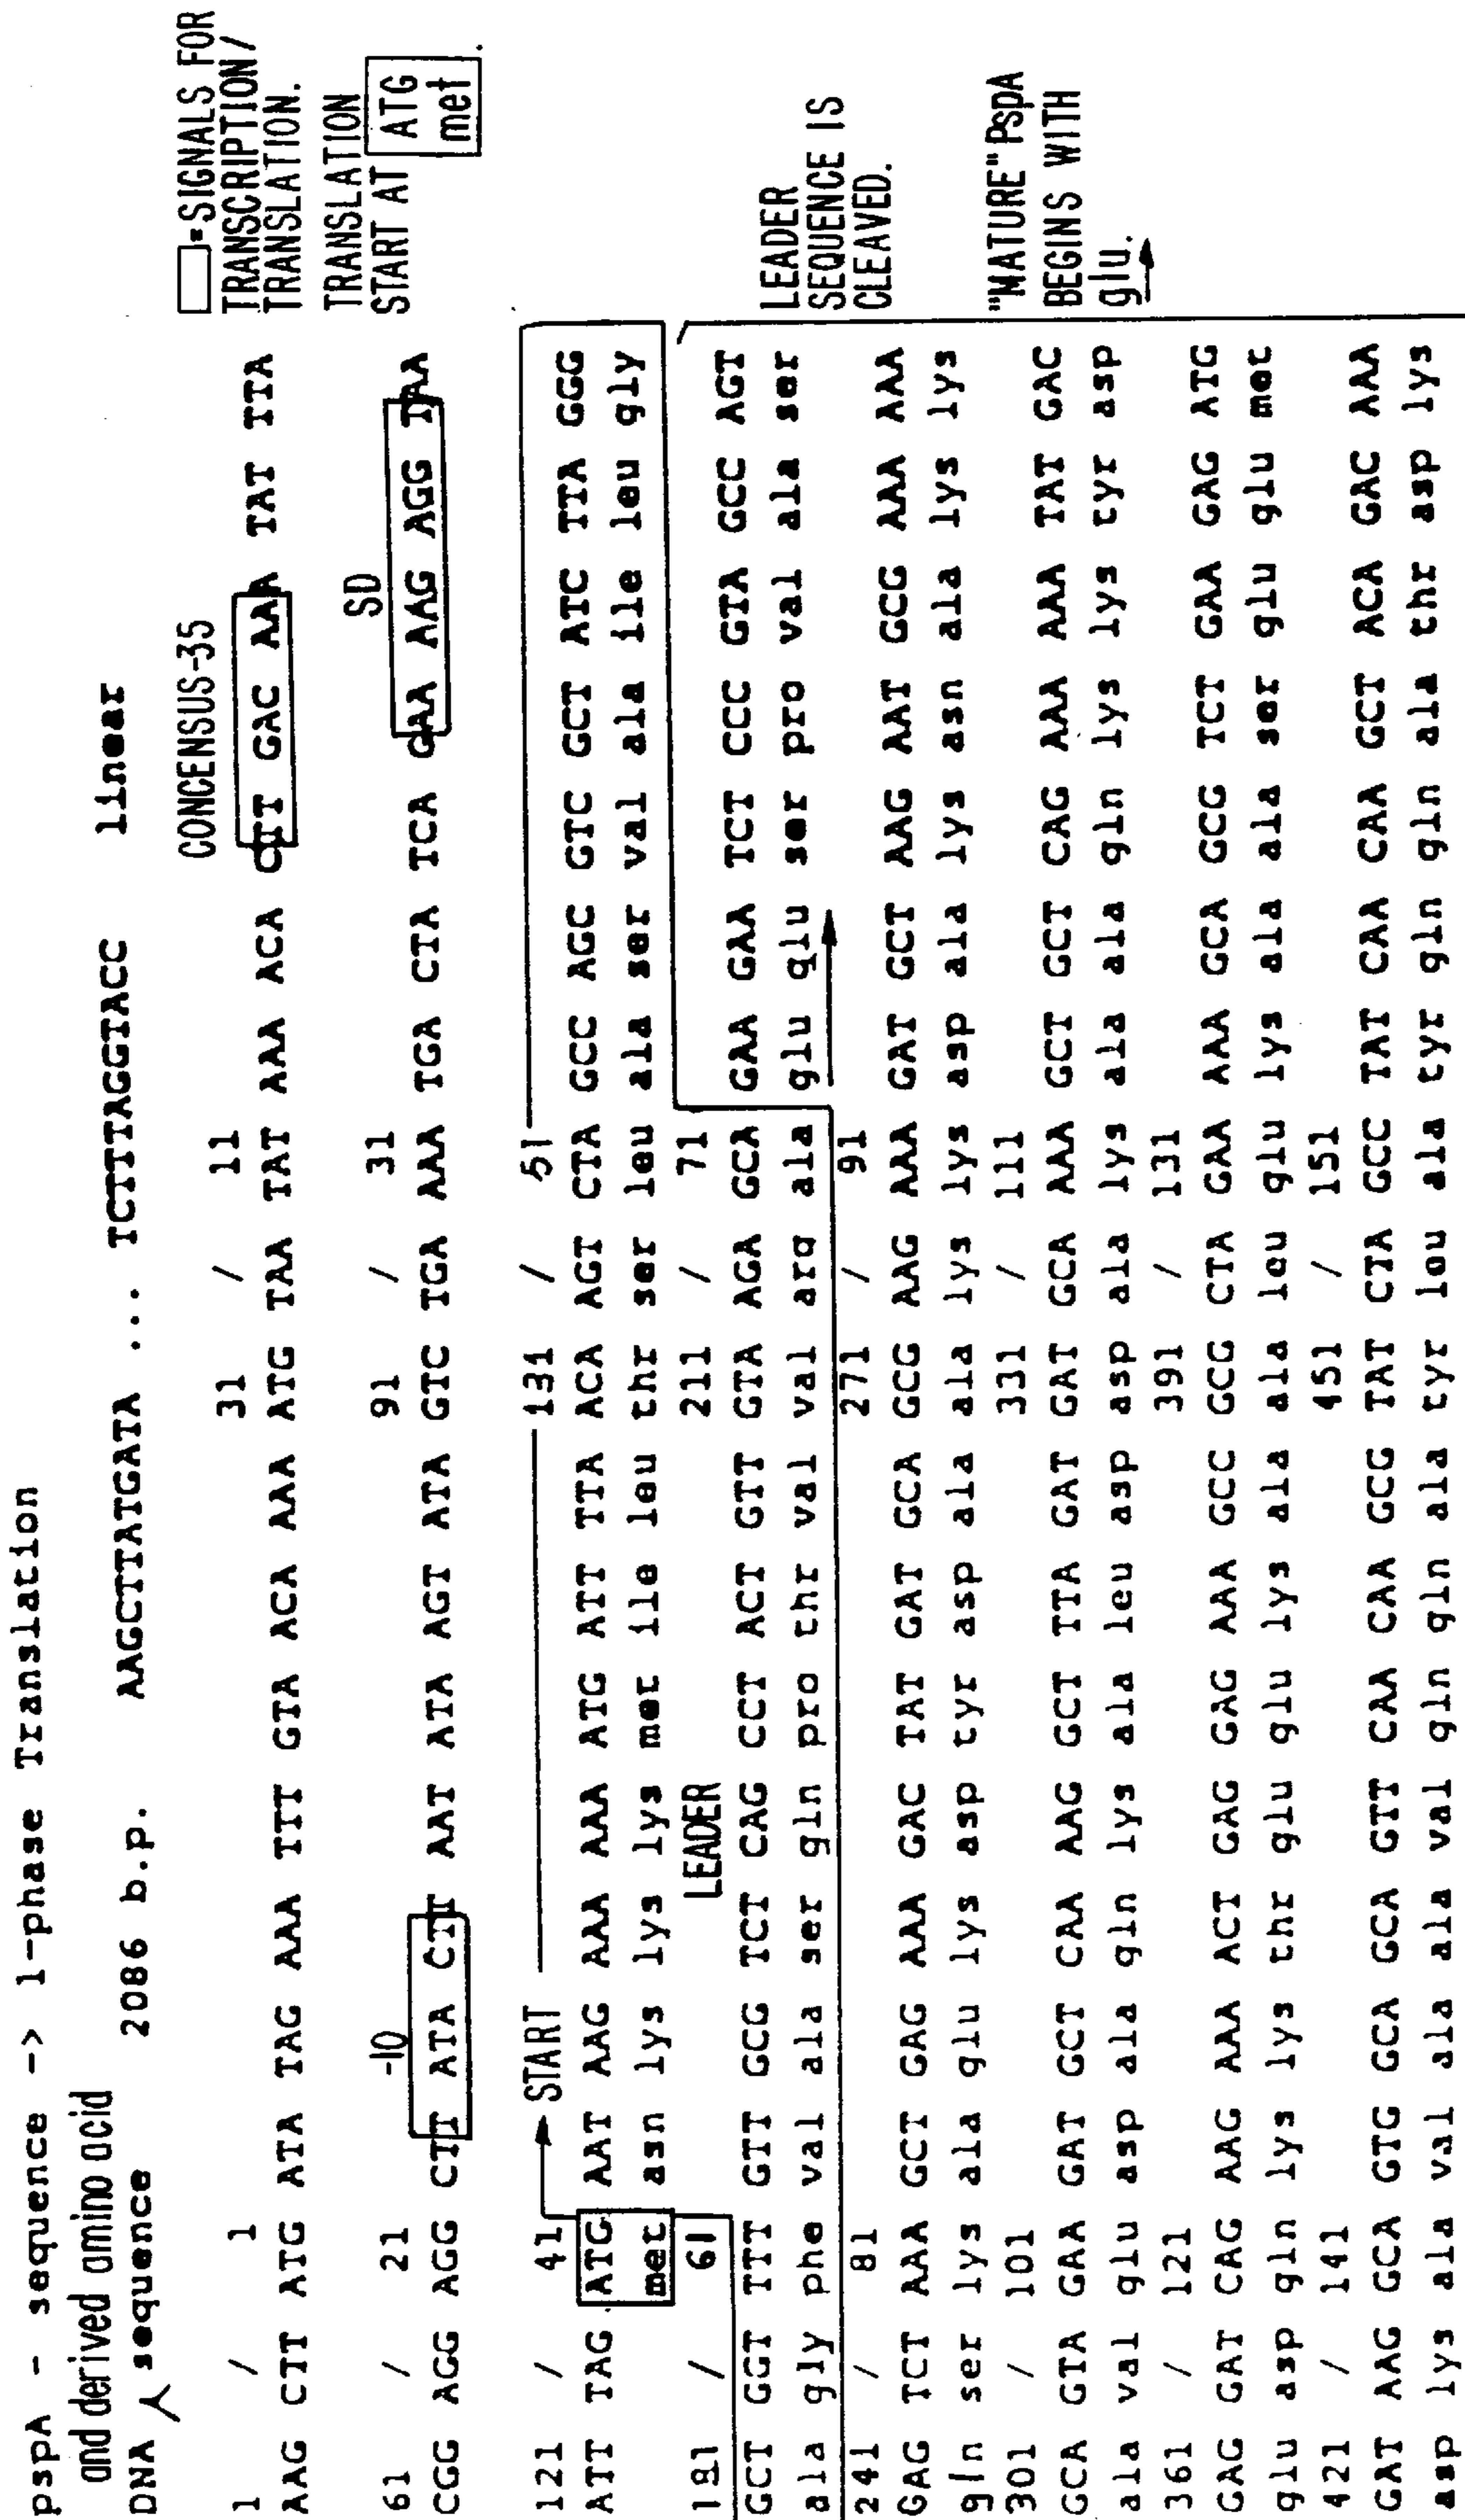 pspA - sequence -> 1-phase Translation
and derived amino acid
DNA sequence 2086 b.p. AAGCTTATGATA ... TCTTTAGGTACC linear
□=SIGNALS FOR
TRANSCRIPTION/
TRANSLATION.
TRANSLATION
START AT ATG
met
CONCENSUS-35
1 / 1 31 / 11
AAG CTT ATG ATA TAG AAA TTT GTA ACA AAA ATG TAA TAT AAA ACA CTT GAC AAA TAT TTA
-10 SD
61 / 21 91 / 31
CGG AGG AGG CTT ATA CTT AAT ATA AGT ATA GTC TGA AAA TGA CTA TCA GAA AAG AGG TAA
START
121 / 41 131 / 51
ATT TAG ATG AAT AAG AAA AAA ATG ATT TTA ACA AGT CTA GCC AGC GTC GCT ATC TTA GGG
met asn lys lys lys met ile leu thr ser leu ala ser val ala ile leu gly
LEADER
181 / 61 211 / 71
GCT GGT TTT GTT GCG TCT CAG CCT ACT GTT GTA AGA GCA GAA GAA TCT CCC GTA GCC AGT
ala gly phe val ala ser gln pro thr val val arg ala glu glu ser pro val ala ser
LEADER
SEQUENCE IS
CLEAVED.
241 / 81 271 / 91
GAG TCT AAA GCT GAG AAA GAC TAT GAT GCA GCG AAG AAA GAT GCT AAG AAT GCG AAA AAA
gln ser lys ala glu lys asp tyr asp ala ala lys lys asp ala lys asn ala lys lys
"MATURE" PspA
BEGINS WITH
glu.
301 / 101 331 / 111
GCA GTA GAA GAT GCT CAA AAG GCT TTA GAT GAT GCA AAA GCT GCT CAG AAA AAA TAT GAC
ala val glu asp ala gln lys ala leu asp asp ala lys ala ala gln lys lys tyr asp
361 / 121 391 / 131
GAG GAT CAG AAG AAA ACT GAG GAG AAA GCC GCG CTA GAA AAA GCA GCG TCT GAA GAG ATG
glu asp gln lys lys thr glu glu lys ala ala leu glu lys ala ala ser glu glu met
421 / 141 451 / 151
GAT AAG GCA GTG GCA GCA GTT CAA CAA GCG TAT CTA GCC TAT CAA CAA GCT ACA GAC AAA
asp lys ala val ala ala val gln gln ala tyr leu ala tyr gln gln ala thr asp lys